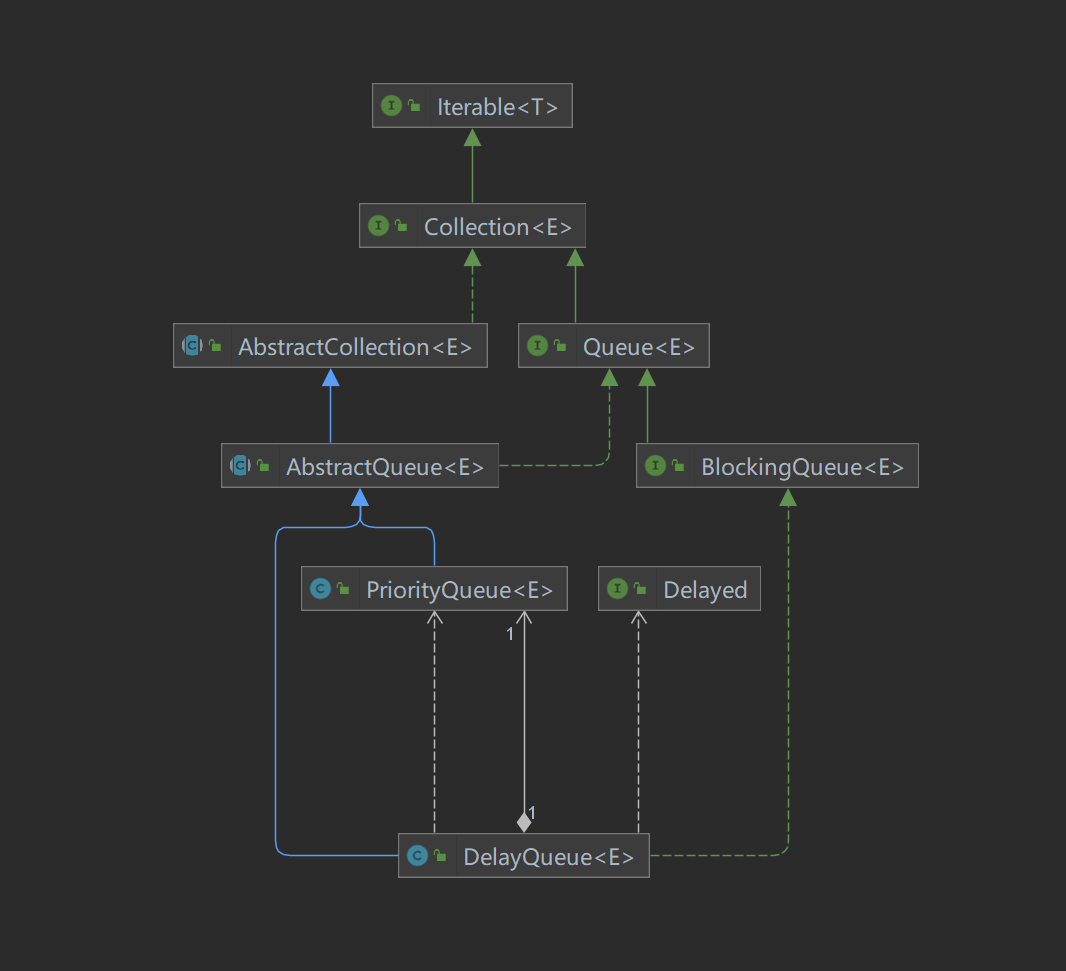 I Iterable<T>
I Collection<E>
C AbstractCollection<E>
I Queue<E>
C AbstractQueue<E>
I BlockingQueue<E>
C PriorityQueue<E>
I Delayed
1
1
C DelayQueue<E>